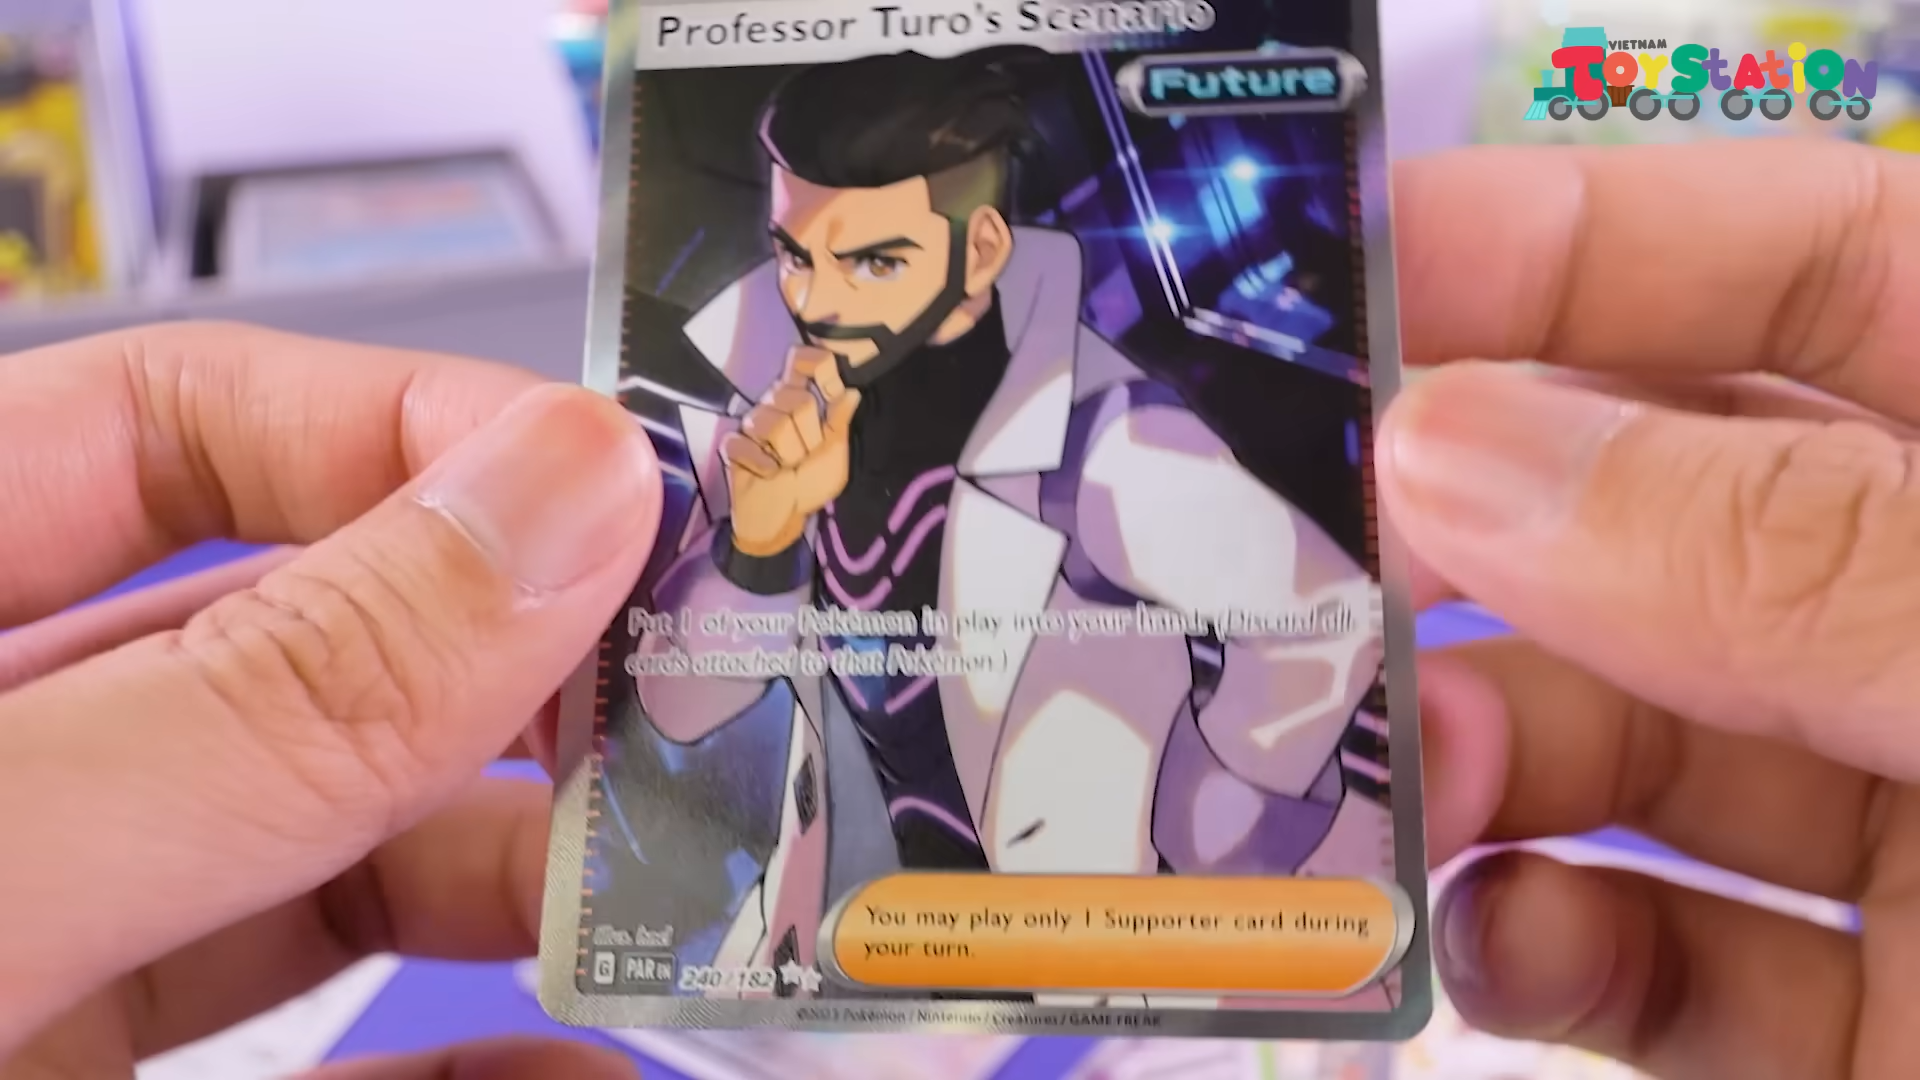 Professor Turo's Scenario
Future
VIETNAM
TOYSTATION
Put 1 of your Pokémon in play into your hand. (Discard all
cards attached to that Pokémon.)
You may play only 1 Supporter card during
your turn.
Illus.
G PAR EN 240/182
©2023 Pokémon / Nintendo / Creatures / GAME FREAK